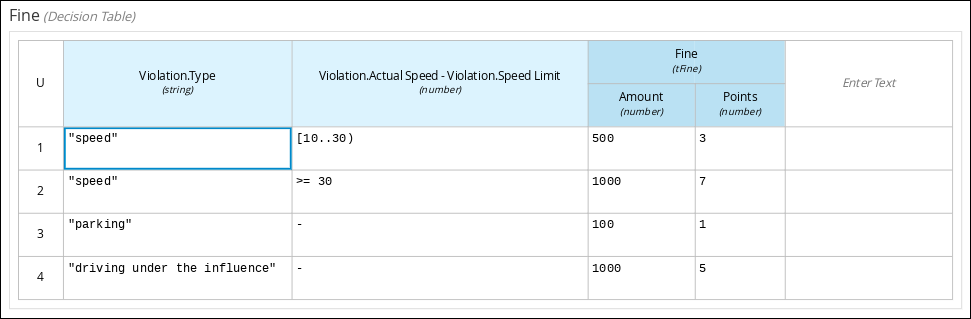 Fine (Decision Table)
U
Violation.Type
(string)
Violation.Actual Speed - Violation.Speed Limit
(number)
Fine
(tFine)
Amount
(number)
Points
(number)
Enter Text
1 "speed" [10..30) 500 3
2 "speed" >= 30 1000 7
3 "parking" - 100 1
4 "driving under the influence" - 1000 5